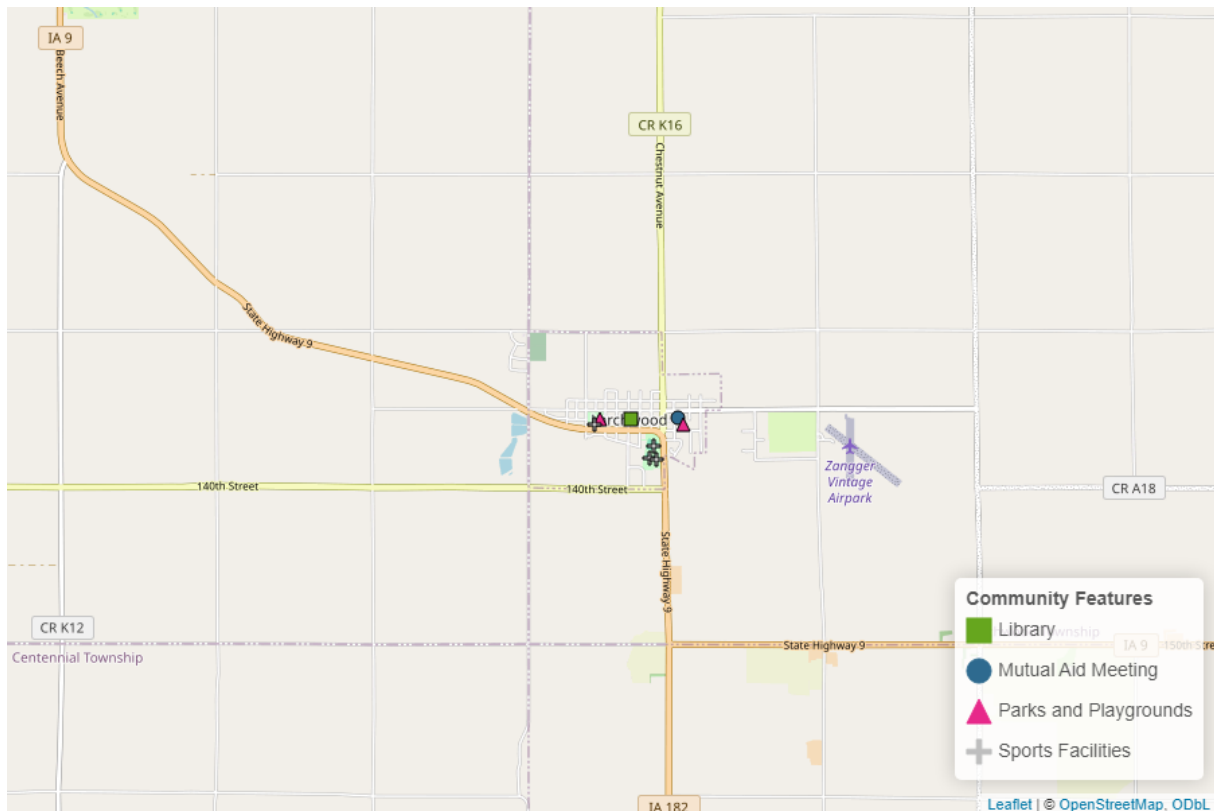 IA 9
Beech Avenue
CR K16
Chestnut Avenue
State Highway 9
Zangger
Vintage
Airpark
140th Street
140th Street
CR A18
State Highway 9
CR K12
Centennial Township
State Highway 9
IA 9
IA 182
Community Features
Library
Mutual Aid Meeting
Parks and Playgrounds
Sports Facilities
Leaflet | © OpenStreetMap, ODbL